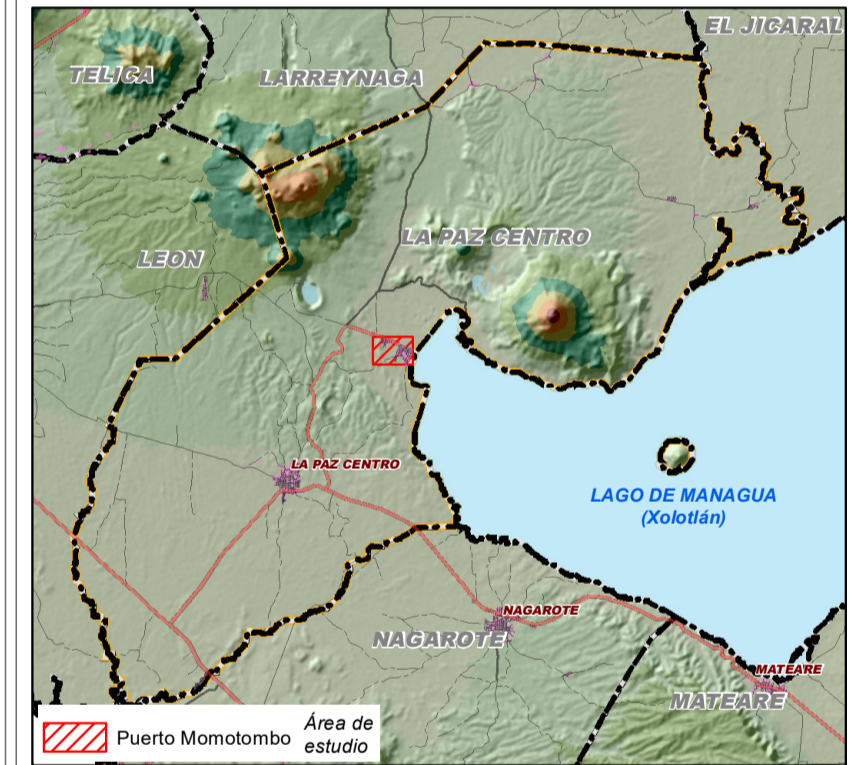 EL JICARAL
TELICA
LARREYNAGA
LA PAZ CENTRO
LEON
LA PAZ CENTRO
LAGO DE MANAGUA
(Xolotlán)
NAGAROTE
NAGAROTE
MATEARE
MATEARE
Puerto Momotombo
Área de
estudio